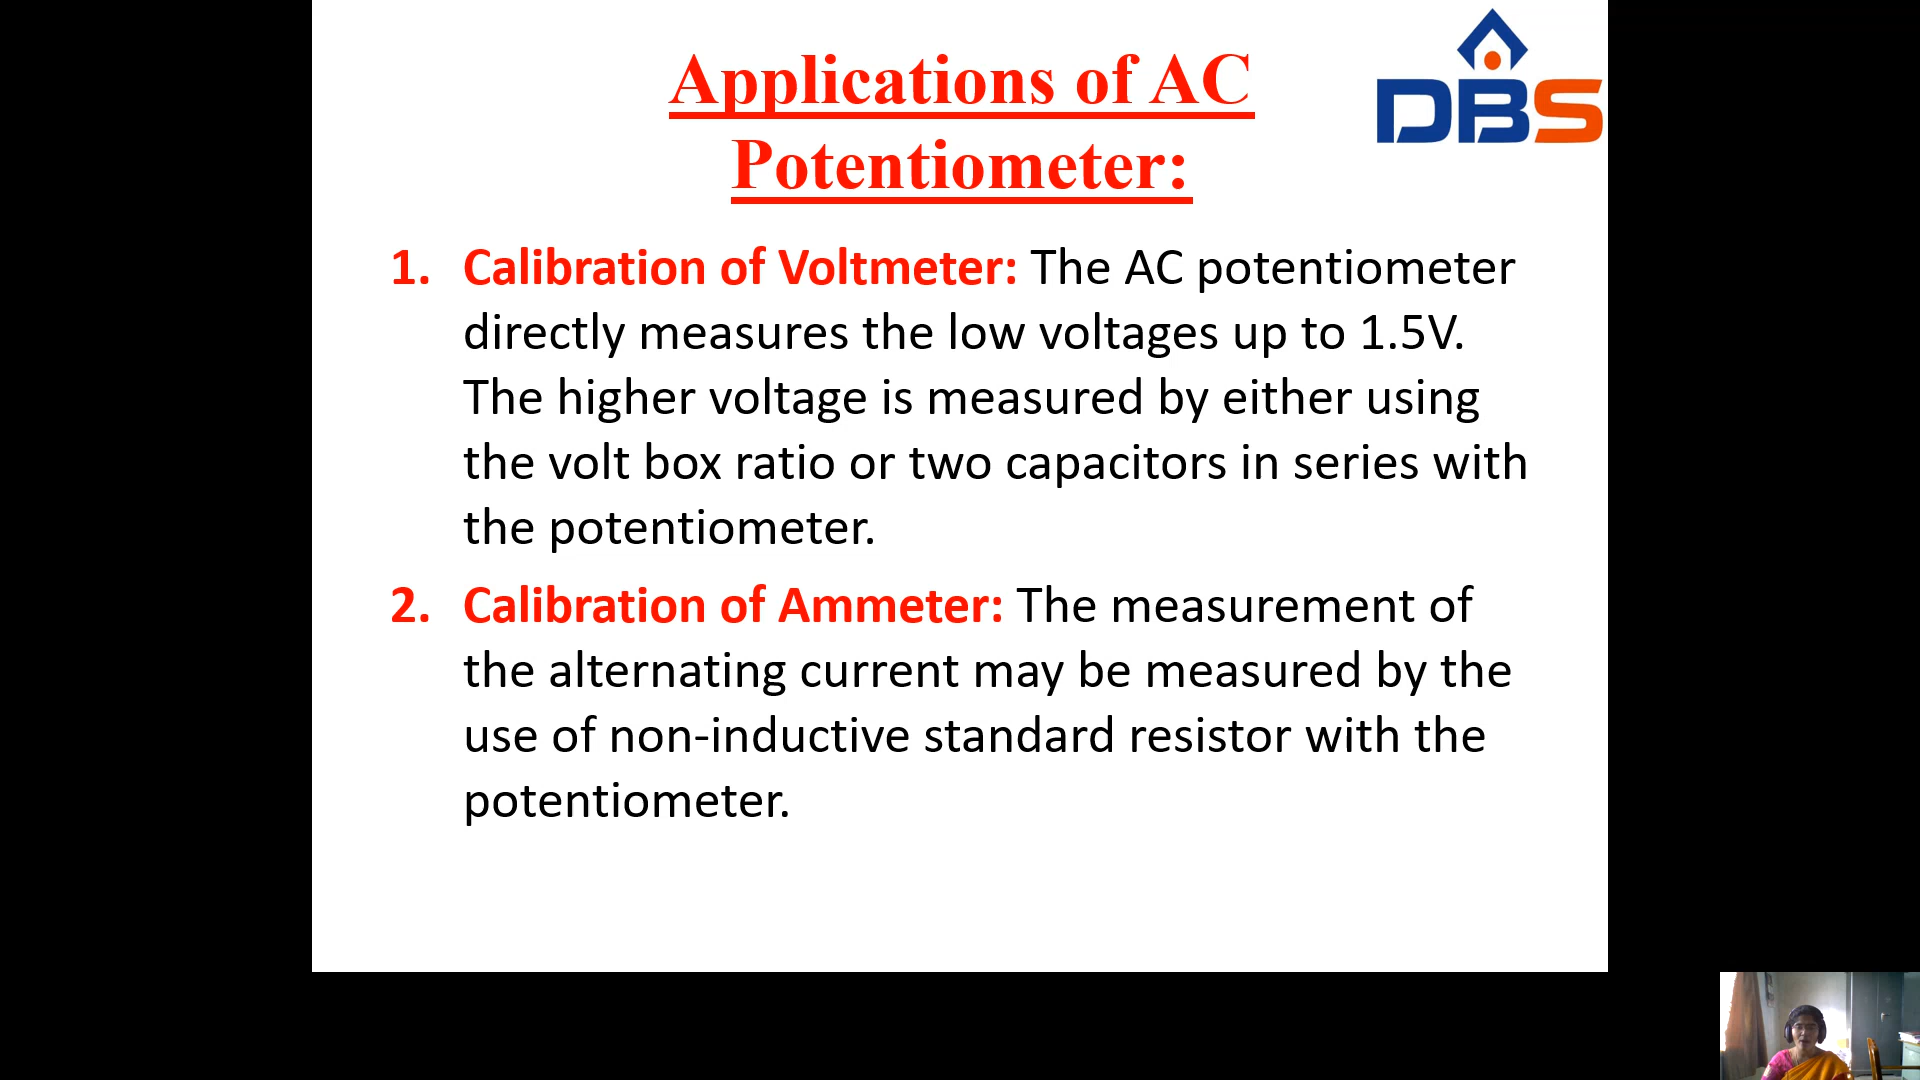 Applications of AC
Potentiometer:
DBS
1. Calibration of Voltmeter: The AC potentiometer
directly measures the low voltages up to 1.5V.
The higher voltage is measured by either using
the volt box ratio or two capacitors in series with
the potentiometer.
2. Calibration of Ammeter: The measurement of
the alternating current may be measured by the
use of non-inductive standard resistor with the
potentiometer.